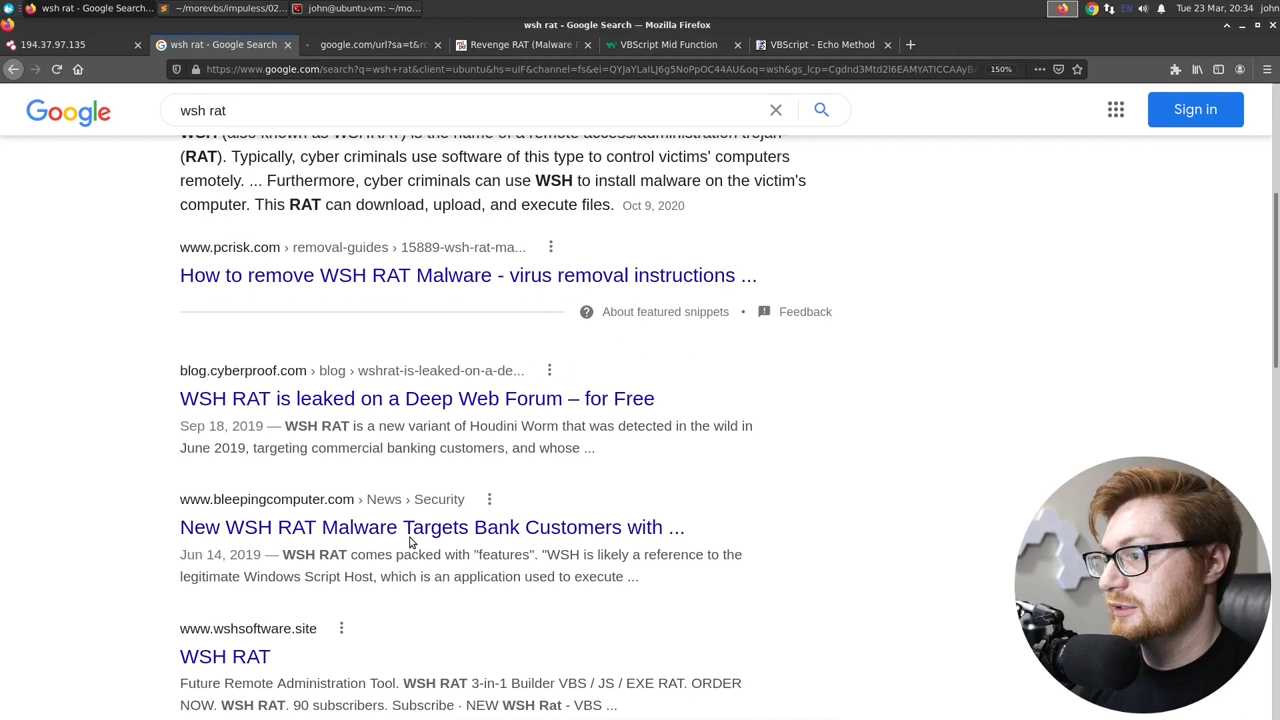 ~/morevbs/impuless/02...
john@ubuntu-vm: ~/mo...
EN
Tue 23 Mar, 20:34
john
wsh rat - Google Search — Mozilla Firefox
194.37.97.135
wsh rat - Google Search
google.com/url?sa=t&rc
Revenge RAT (Malware F
VBScript Mid Function
VBScript - Echo Method
https://www.google.com/search?q=wsh+rat&client=ubuntu&hs=uIF&channel=fs&ei=
150%
Google
wsh rat
Sign in
WSH (also known as WSHRAT) is the name of a remote access/administration trojan
(RAT). Typically, cyber criminals use software of this type to control victims' computers
remotely. ... Furthermore, cyber criminals can use WSH to install malware on the victim's
computer. This RAT can download, upload, and execute files. Oct 9, 2020
www.pcrisk.com › removal-guides › 15889-wsh-rat-ma...
How to remove WSH RAT Malware - virus removal instructions ...
About featured snippets • Feedback
blog.cyberproof.com › blog › wshrat-is-leaked-on-a-de...
WSH RAT is leaked on a Deep Web Forum – for Free
Sep 18, 2019 — WSH RAT is a new variant of Houdini Worm that was detected in the wild in
June 2019, targeting commercial banking customers, and whose ...
www.bleepingcomputer.com › News › Security
New WSH RAT Malware Targets Bank Customers with ...
Jun 14, 2019 — WSH RAT comes packed with "features". "WSH is likely a reference to the
legitimate Windows Script Host, which is an application used to execute ...
www.wshsoftware.site
WSH RAT
Future Remote Administration Tool. WSH RAT 3-in-1 Builder VBS / JS / EXE RAT. ORDER
NOW. WSH RAT. 90 subscribers. Subscribe · NEW WSH Rat - VBS ...